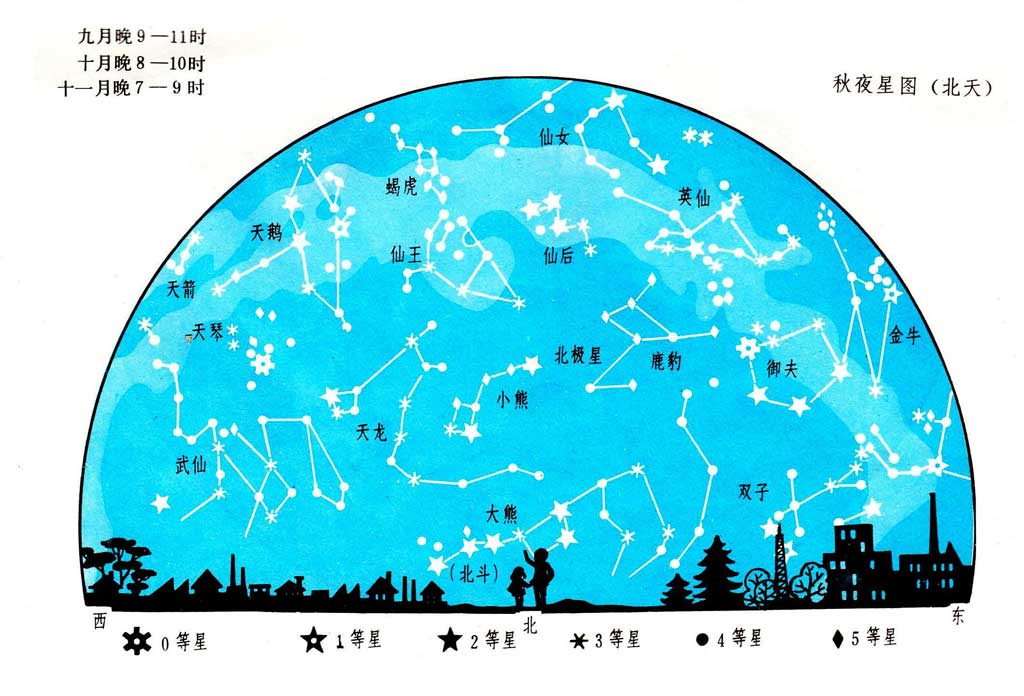 九月晚9—11时
十月晚8—10时
十一月晚7—9时
秋夜星图（北天）
仙女
蝎虎
英仙
天鹅
仙王
仙后
天箭
天琴
北极星
鹿豹
御夫
金牛
小熊
天龙
武仙
双子
大熊
（北斗）
西
北
东
0等星
1等星
2等星
3等星
4等星
5等星